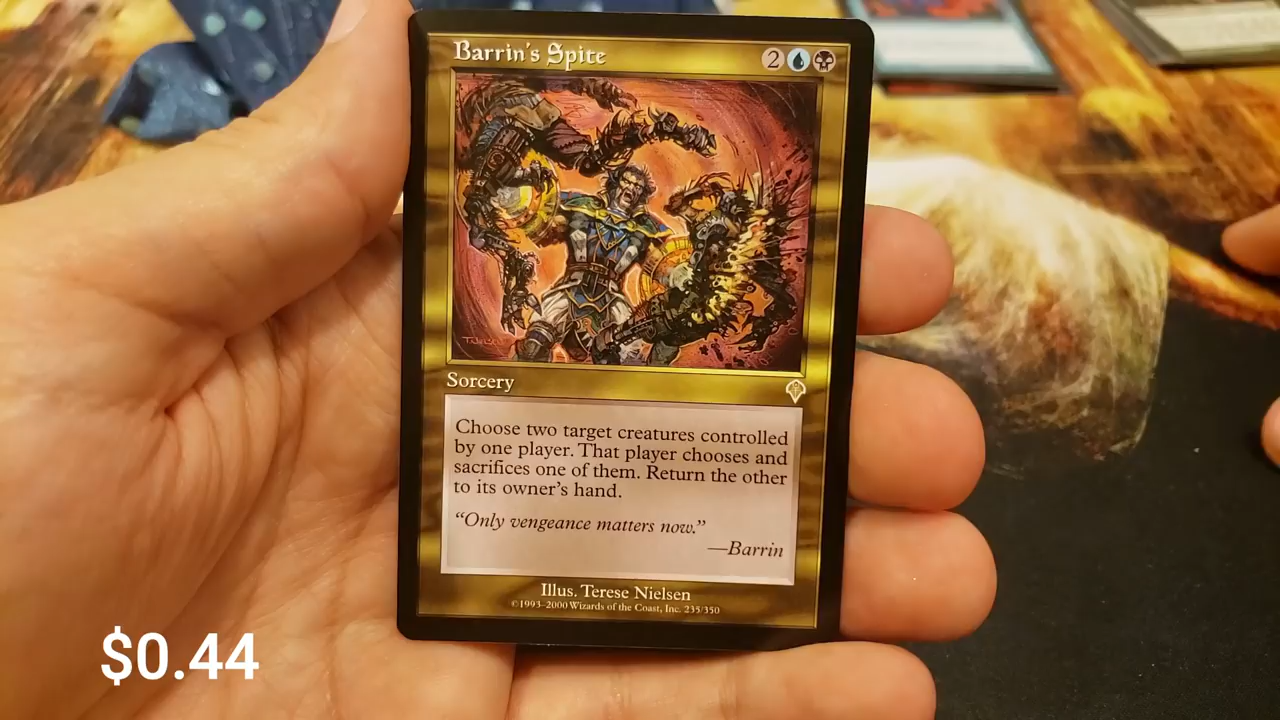 Barrin's Spite 2
Sorcery
Choose two target creatures controlled
by one player. That player chooses and
sacrifices one of them. Return the other
to its owner's hand.
"Only vengeance matters now."
—Barrin
Illus. Terese Nielsen
©1993–2000 Wizards of the Coast, Inc. 235/350
$0.44